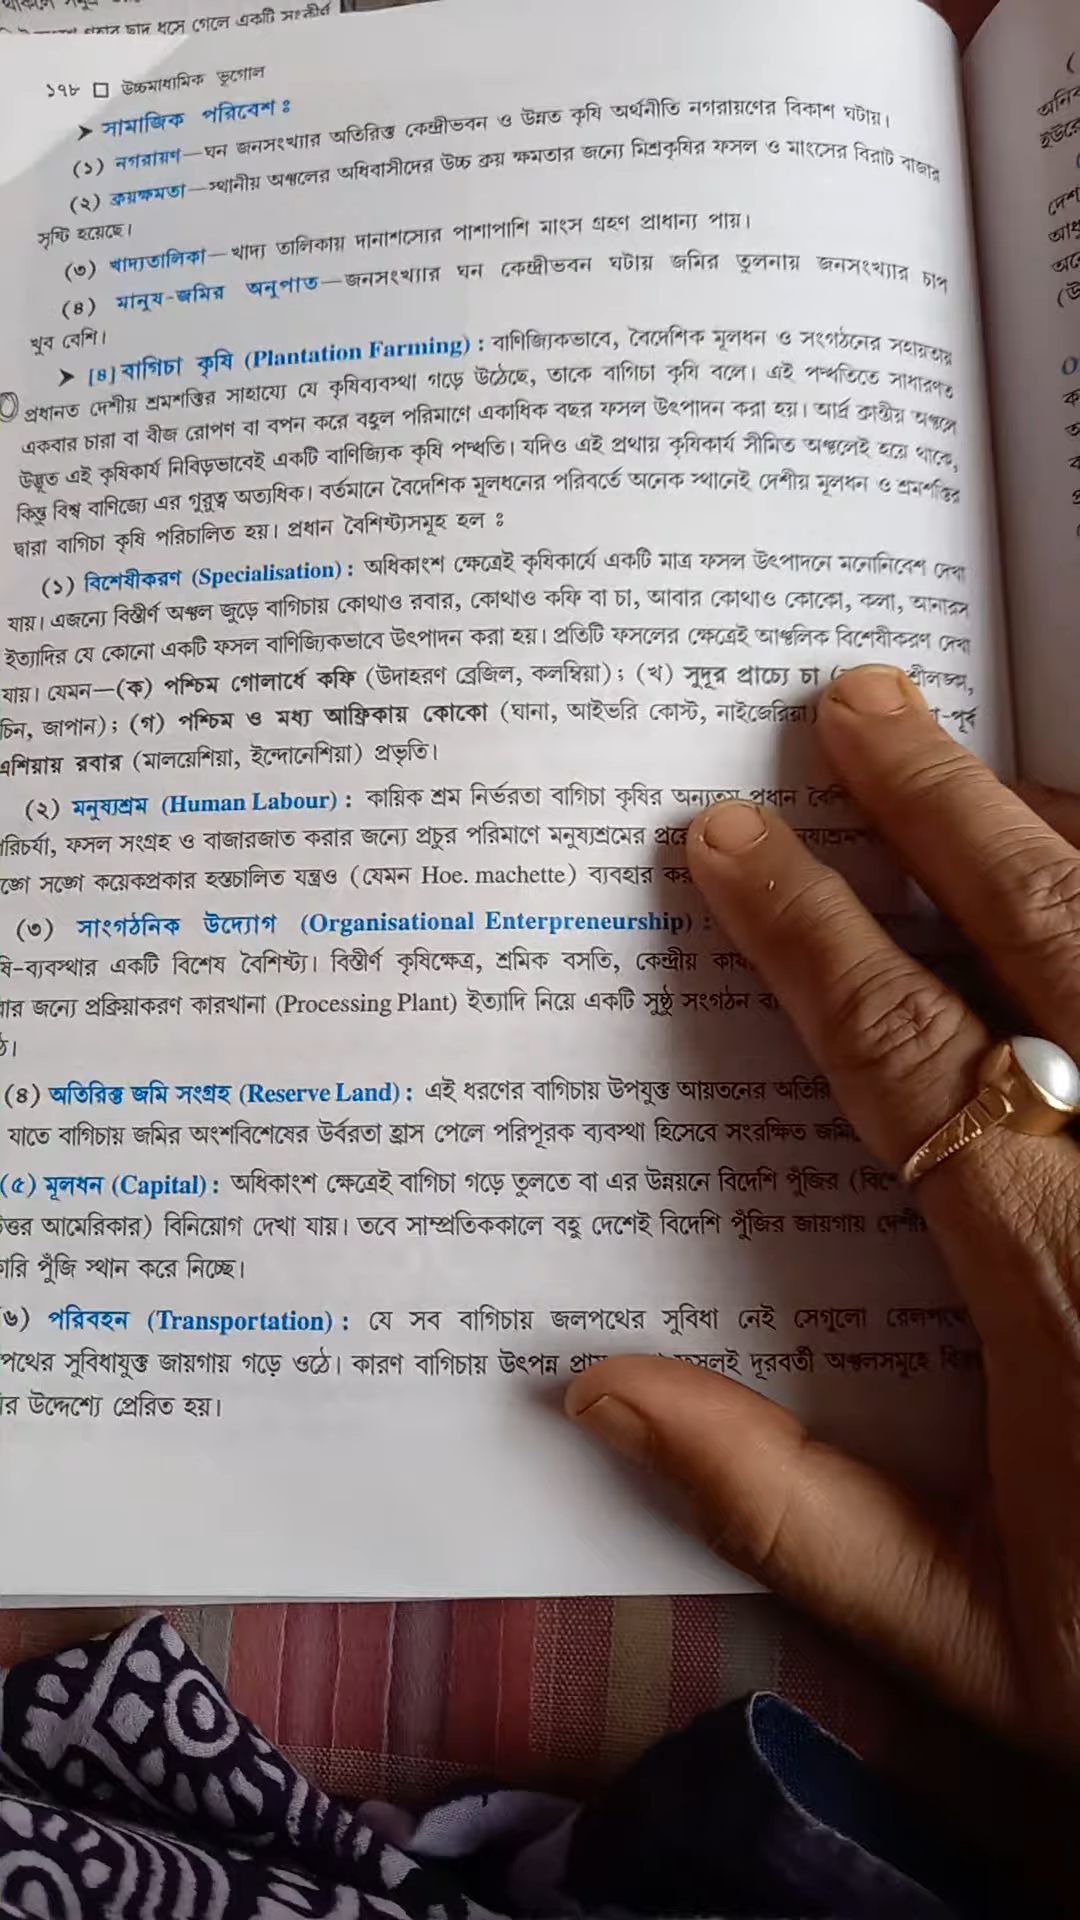 ছাদ ধসে গেলে একটি সংকীর্ণ
১৭৮ □ উচ্চমাধ্যমিক ভূগোল
➤ সামাজিক পরিবেশ ঃ
(১) নগরায়ণ—ঘন জনসংখ্যার অতিরিক্ত কেন্দ্রীভবন ও উন্নত কৃষি অর্থনীতি নগরায়ণের বিকাশ ঘটায়।
(২) ক্রয়ক্ষমতা—স্থানীয় অঞ্চলের অধিবাসীদের উচ্চ ক্রয় ক্ষমতার জন্যে মিশ্রকৃষির ফসল ও মাংসের বিরাট বাজার
সৃষ্টি হয়েছে।
(৩) খাদ্যতালিকা—খাদ্য তালিকায় দানাশস্যের পাশাপাশি মাংস গ্রহণ প্রাধান্য পায়।
(৪) মানুষ-জমির অনুপাত—জনসংখ্যার ঘন কেন্দ্রীভবন ঘটায় জমির তুলনায় জনসংখ্যার চাপ
খুব বেশি।
➤ [৪] বাগিচা কৃষি (Plantation Farming) : বাণিজ্যিকভাবে, বৈদেশিক মূলধন ও সংগঠনের সহায়তায়
প্রধানত দেশীয় শ্রমশক্তির সাহায্যে যে কৃষিব্যবস্থা গড়ে উঠেছে, তাকে বাগিচা কৃষি বলে। এই পদ্ধতিতে সাধারণত
একবার চারা বা বীজ রোপণ বা বপন করে বহুল পরিমাণে একাধিক বছর ফসল উৎপাদন করা হয়। আর্দ্র ক্রান্তীয় অঞ্চলে
উদ্ভূত এই কৃষিকার্য নিবিড়ভাবেই একটি বাণিজ্যিক কৃষি পদ্ধতি। যদিও এই প্রথায় কৃষিকার্য সীমিত অঞ্চলেই হয়ে থাকে,
কিন্তু বিশ্ব বাণিজ্যে এর গুরুত্ব অত্যধিক। বর্তমানে বৈদেশিক মূলধনের পরিবর্তে অনেক স্থানেই দেশীয় মূলধন ও শ্রমশক্তির
দ্বারা বাগিচা কৃষি পরিচালিত হয়। প্রধান বৈশিষ্ট্যসমূহ হল ঃ
(১) বিশেষীকরণ (Specialisation) : অধিকাংশ ক্ষেত্রেই কৃষিকার্যে একটি মাত্র ফসল উৎপাদনে মনোনিবেশ দেখা
যায়। এজন্যে বিস্তীর্ণ অঞ্চল জুড়ে বাগিচায় কোথাও রবার, কোথাও কফি বা চা, আবার কোথাও কোকো, কলা, আনারস
ইত্যাদির যে কোনো একটি ফসল বাণিজ্যিকভাবে উৎপাদন করা হয়। প্রতিটি ফসলের ক্ষেত্রেই আঞ্চলিক বিশেষীকরণ দেখা
যায়। যেমন—(ক) পশ্চিম গোলার্ধে কফি (উদাহরণ ব্রেজিল, কলম্বিয়া); (খ) সুদূর প্রাচ্যে চা শ্রীলঙ্কা,
চিন, জাপান); (গ) পশ্চিম ও মধ্য আফ্রিকায় কোকো (ঘানা, আইভরি কোস্ট, নাইজেরিয়া) -পূর্ব
এশিয়ায় রবার (মালয়েশিয়া, ইন্দোনেশিয়া) প্রভৃতি।
(২) মনুষ্যশ্রম (Human Labour) : কায়িক শ্রম নির্ভরতা বাগিচা কৃষির অন্যতম প্রধান
রিচর্যা, ফসল সংগ্রহ ও বাজারজাত করার জন্যে প্রচুর পরিমাণে মনুষ্যশ্রমের
ঙ্গে সঙ্গে কয়েকপ্রকার হস্তচালিত যন্ত্রও (যেমন Hoe. machette) ব্যবহার
(৩) সাংগঠনিক উদ্যোগ (Organisational Enterpreneurship) :
ষি-ব্যবস্থার একটি বিশেষ বৈশিষ্ট্য। বিস্তীর্ণ কৃষিক্ষেত্র, শ্রমিক বসতি, কেন্দ্রীয়
বার জন্যে প্রক্রিয়াকরণ কারখানা (Processing Plant) ইত্যাদি নিয়ে একটি সুষ্ঠু সংগঠন
ঠে।
(৪) অতিরিক্ত জমি সংগ্রহ (Reserve Land) : এই ধরণের বাগিচায় উপযুক্ত আয়তনের
যাতে বাগিচায় জমির অংশবিশেষের উর্বরতা হ্রাস পেলে পরিপূরক ব্যবস্থা হিসেবে সংরক্ষিত
(৫) মূলধন (Capital) : অধিকাংশ ক্ষেত্রেই বাগিচা গড়ে তুলতে বা এর উন্নয়নে বিদেশি পুঁজির
ত্তর আমেরিকার) বিনিয়োগ দেখা যায়। তবে সাম্প্রতিককালে বহু দেশেই বিদেশি পুঁজির জায়গায়
কারি পুঁজি স্থান করে নিচ্ছে।
৬) পরিবহন (Transportation) : যে সব বাগিচায় জলপথের সুবিধা নেই সেগুলো
পথের সুবিধাযুক্ত জায়গায় গড়ে ওঠে। কারণ বাগিচায় উৎপন্ন দূরবর্তী অঞ্চলসমূহে
র উদ্দেশ্যে প্রেরিত হয়।